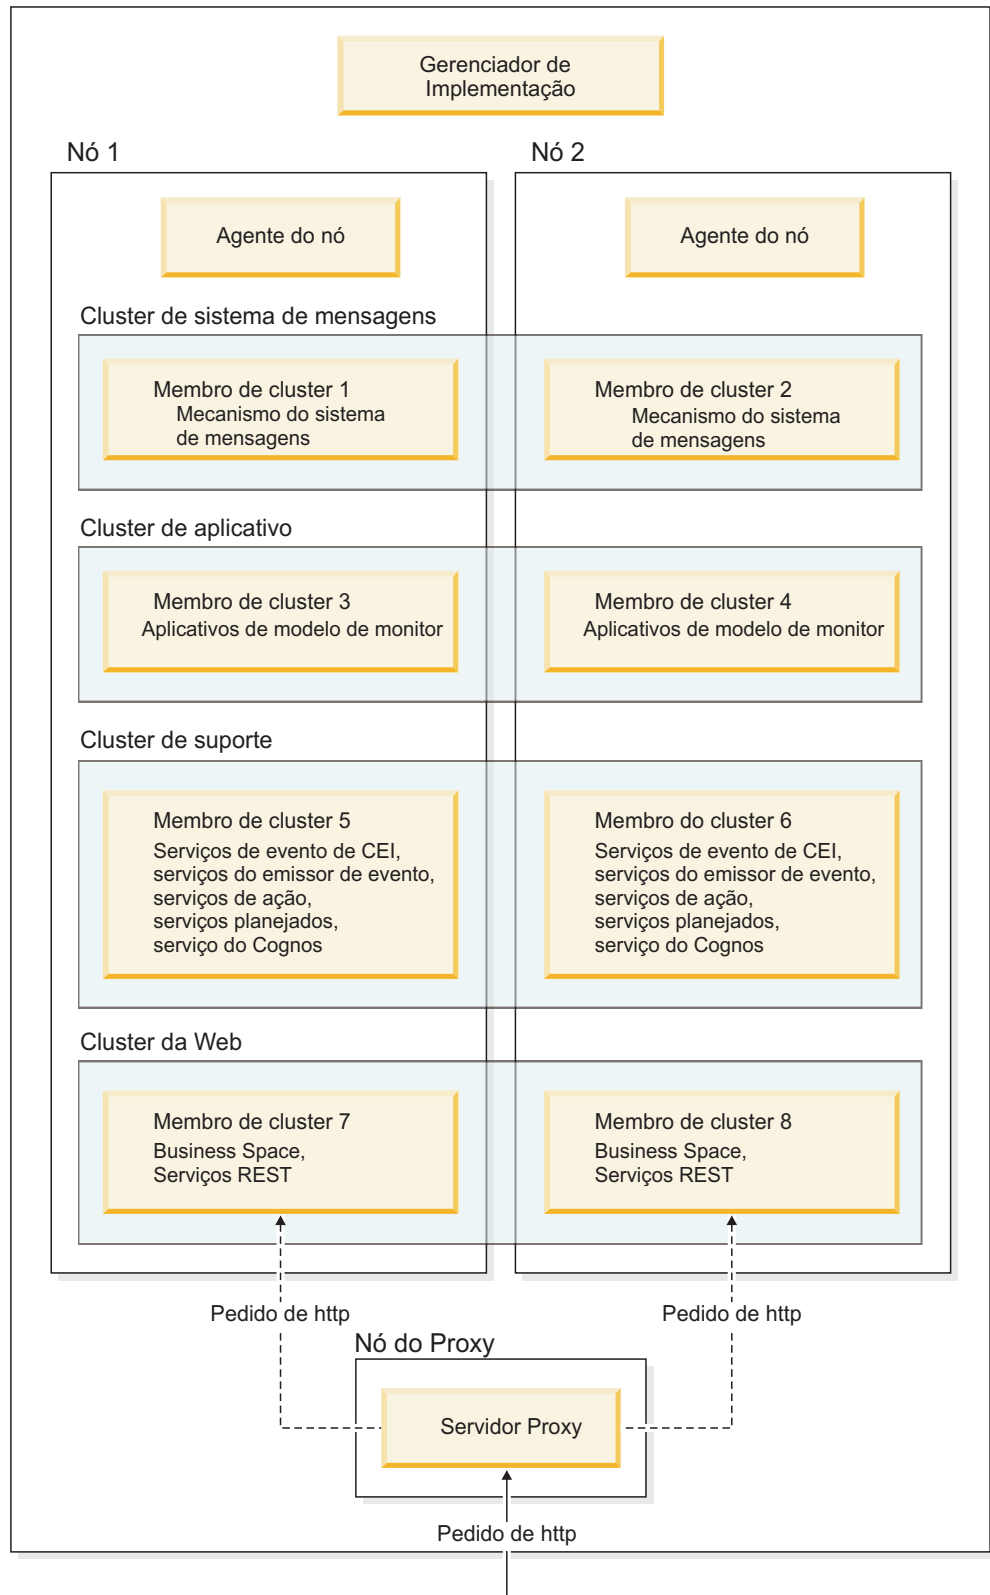 Gerenciador de
Implementação
Nó 1
Nó 2
Agente do nó
Agente do nó
Cluster de sistema de mensagens
Membro de cluster 1
Mecanismo do sistema
de mensagens
Membro de cluster 2
Mecanismo do sistema
de mensagens
Cluster de aplicativo
Membro de cluster 3
Aplicativos de modelo de monitor
Membro de cluster 4
Aplicativos de modelo de monitor
Cluster de suporte
Membro de cluster 5
Serviços de evento de CEI,
serviços do emissor de evento,
serviços de ação,
serviços planejados,
serviço do Cognos
Membro do cluster 6
Serviços de evento de CEI,
serviços do emissor de evento,
serviços de ação,
serviços planejados,
serviço do Cognos
Cluster da Web
Membro de cluster 7
Business Space,
Serviços REST
Membro de cluster 8
Business Space,
Serviços REST
Pedido de http
Pedido de http
Nó do Proxy
Servidor Proxy
Pedido de http